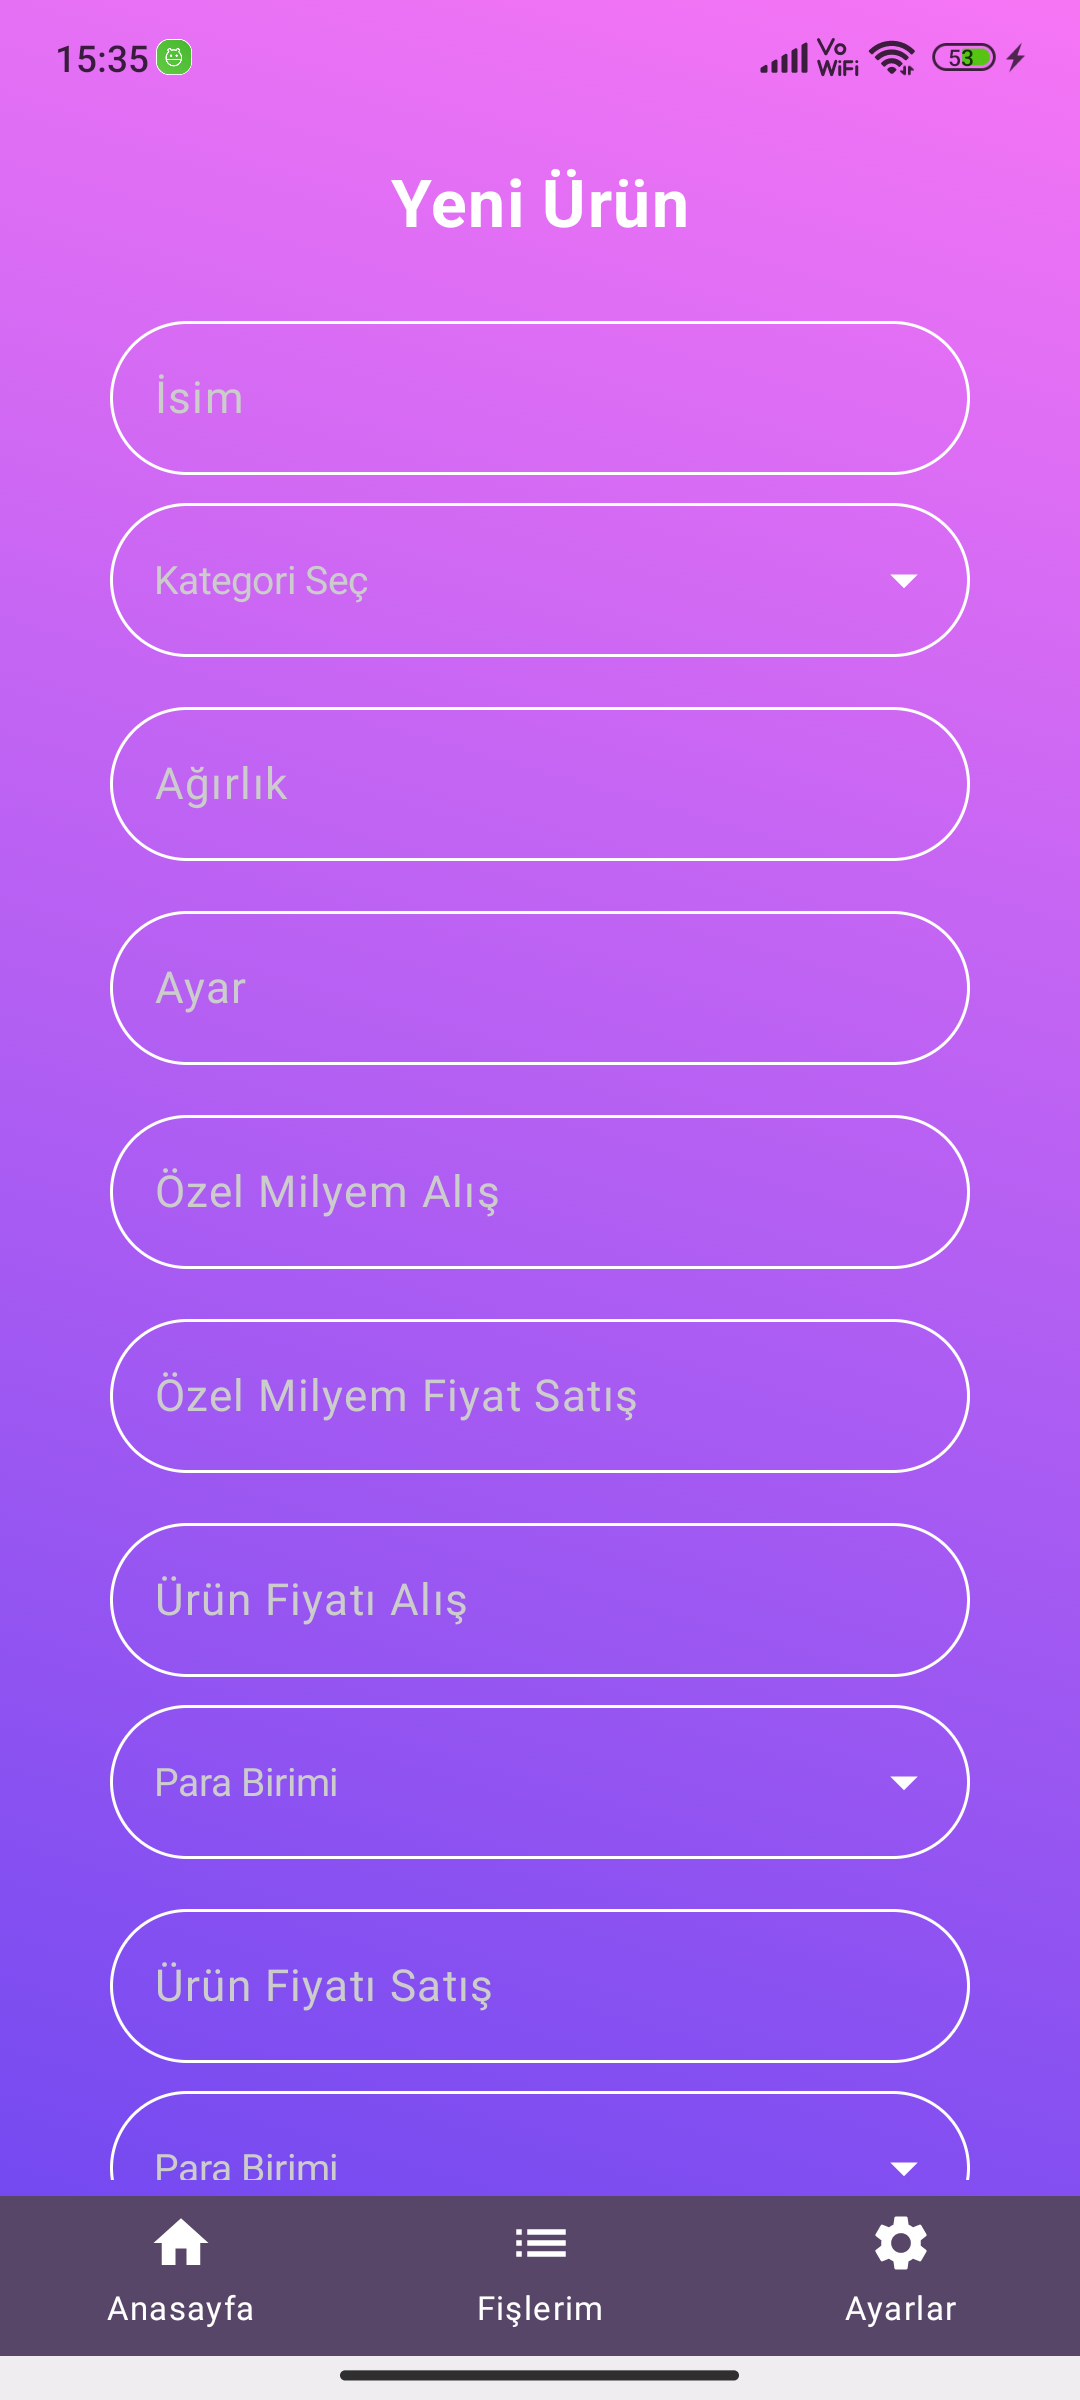 15:35
Vo
WiFi
53
Yeni Ürün
İsim
Kategori Seç
Ağırlık
Ayar
Özel Milyem Alış
Özel Milyem Fiyat Satış
Ürün Fiyatı Alış
Para Birimi
Ürün Fiyatı Satış
Para Birimi
Anasayfa
Fişlerim
Ayarlar